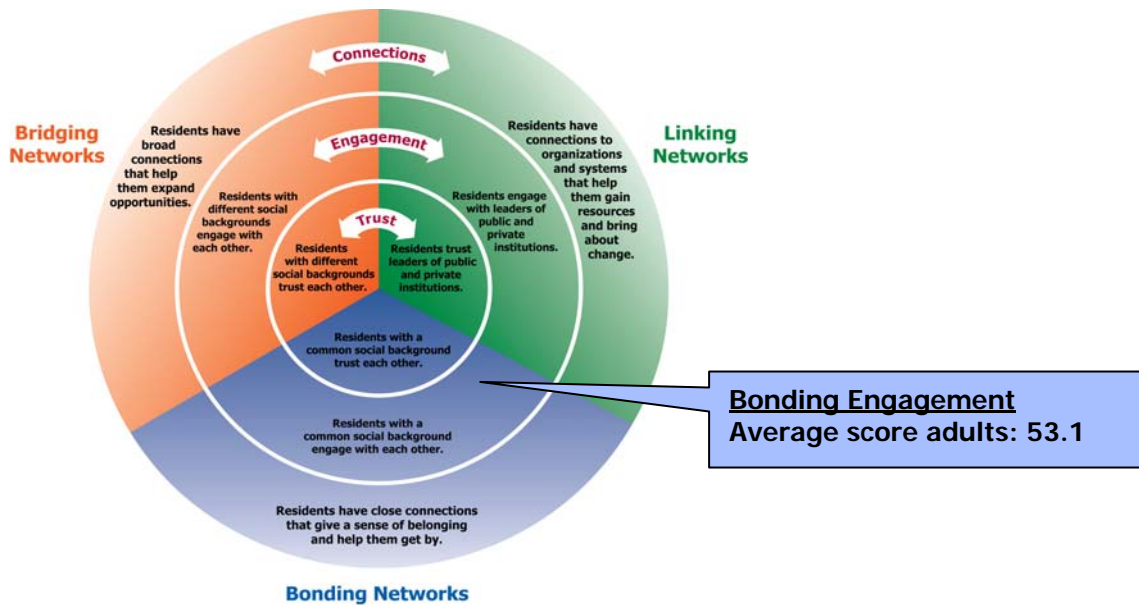 Connections
Bridging
Networks
Residents have
broad
connections
that help
them expand
opportunities.
Engagement
Residents with
different social
backgrounds
engage with
each other.
Trust
Residents
with different
social backgrounds
trust each other.
Residents trust
leaders of public
and private
institutions.
Residents engage
with leaders of
public and
private
institutions.
Residents have
connections to
organizations
and systems
that help
them gain
resources
and bring
about
change.
Linking
Networks
Residents with a
common social background
trust each other.
Residents with a
common social background
engage with each other.
Residents have close connections
that give a sense of belonging
and help them get by.
Bonding Networks
Bonding Engagement
Average score adults: 53.1